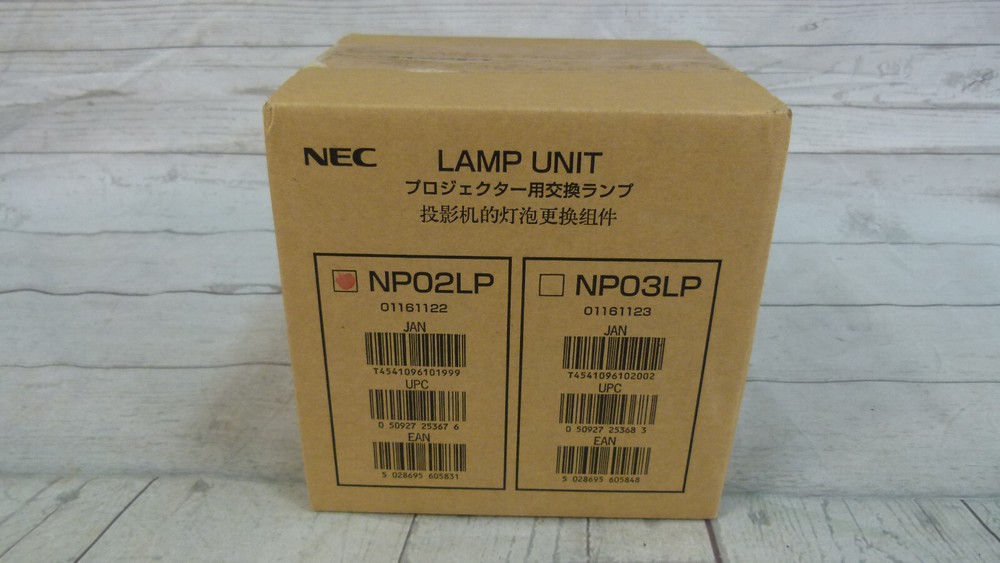 NEC
LAMP UNIT
プロジェクター用交換ランプ
投影机的灯泡更换组件
NP02LP
01161122
JAN
T4541096101999
UPC
0 50927 25367 6
EAN
5 028695 605831
NP03LP
01161123
JAN
T4541096102002
UPC
0 50927 25368 3
EAN
5 028695 605848